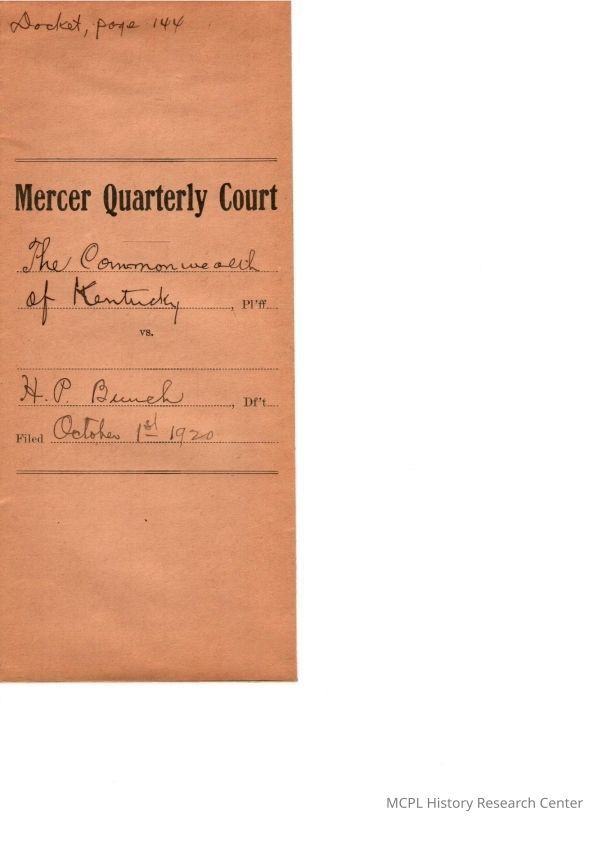 Docket, page 144
Mercer Quarterly Court
The Commonwealth
of Kentucky, Pl'ff
vs.
H. P. Bunch, Df't
Filed October 1st 1920
MCPL History Research Center